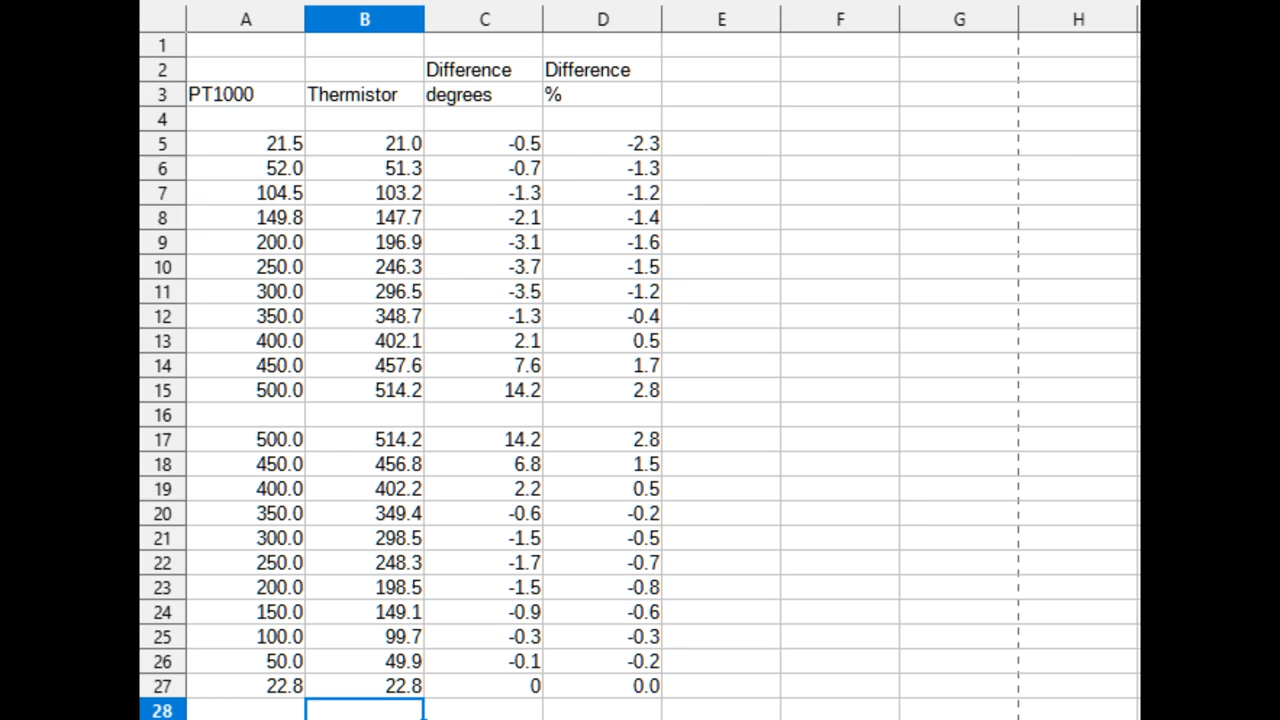 A B C D E F G H
1
2 Difference Difference
3 PT1000 Thermistor degrees %
4
5 21.5 21.0 -0.5 -2.3
6 52.0 51.3 -0.7 -1.3
7 104.5 103.2 -1.3 -1.2
8 149.8 147.7 -2.1 -1.4
9 200.0 196.9 -3.1 -1.6
10 250.0 246.3 -3.7 -1.5
11 300.0 296.5 -3.5 -1.2
12 350.0 348.7 -1.3 -0.4
13 400.0 402.1 2.1 0.5
14 450.0 457.6 7.6 1.7
15 500.0 514.2 14.2 2.8
16
17 500.0 514.2 14.2 2.8
18 450.0 456.8 6.8 1.5
19 400.0 402.2 2.2 0.5
20 350.0 349.4 -0.6 -0.2
21 300.0 298.5 -1.5 -0.5
22 250.0 248.3 -1.7 -0.7
23 200.0 198.5 -1.5 -0.8
24 150.0 149.1 -0.9 -0.6
25 100.0 99.7 -0.3 -0.3
26 50.0 49.9 -0.1 -0.2
27 22.8 22.8 0 0.0
28